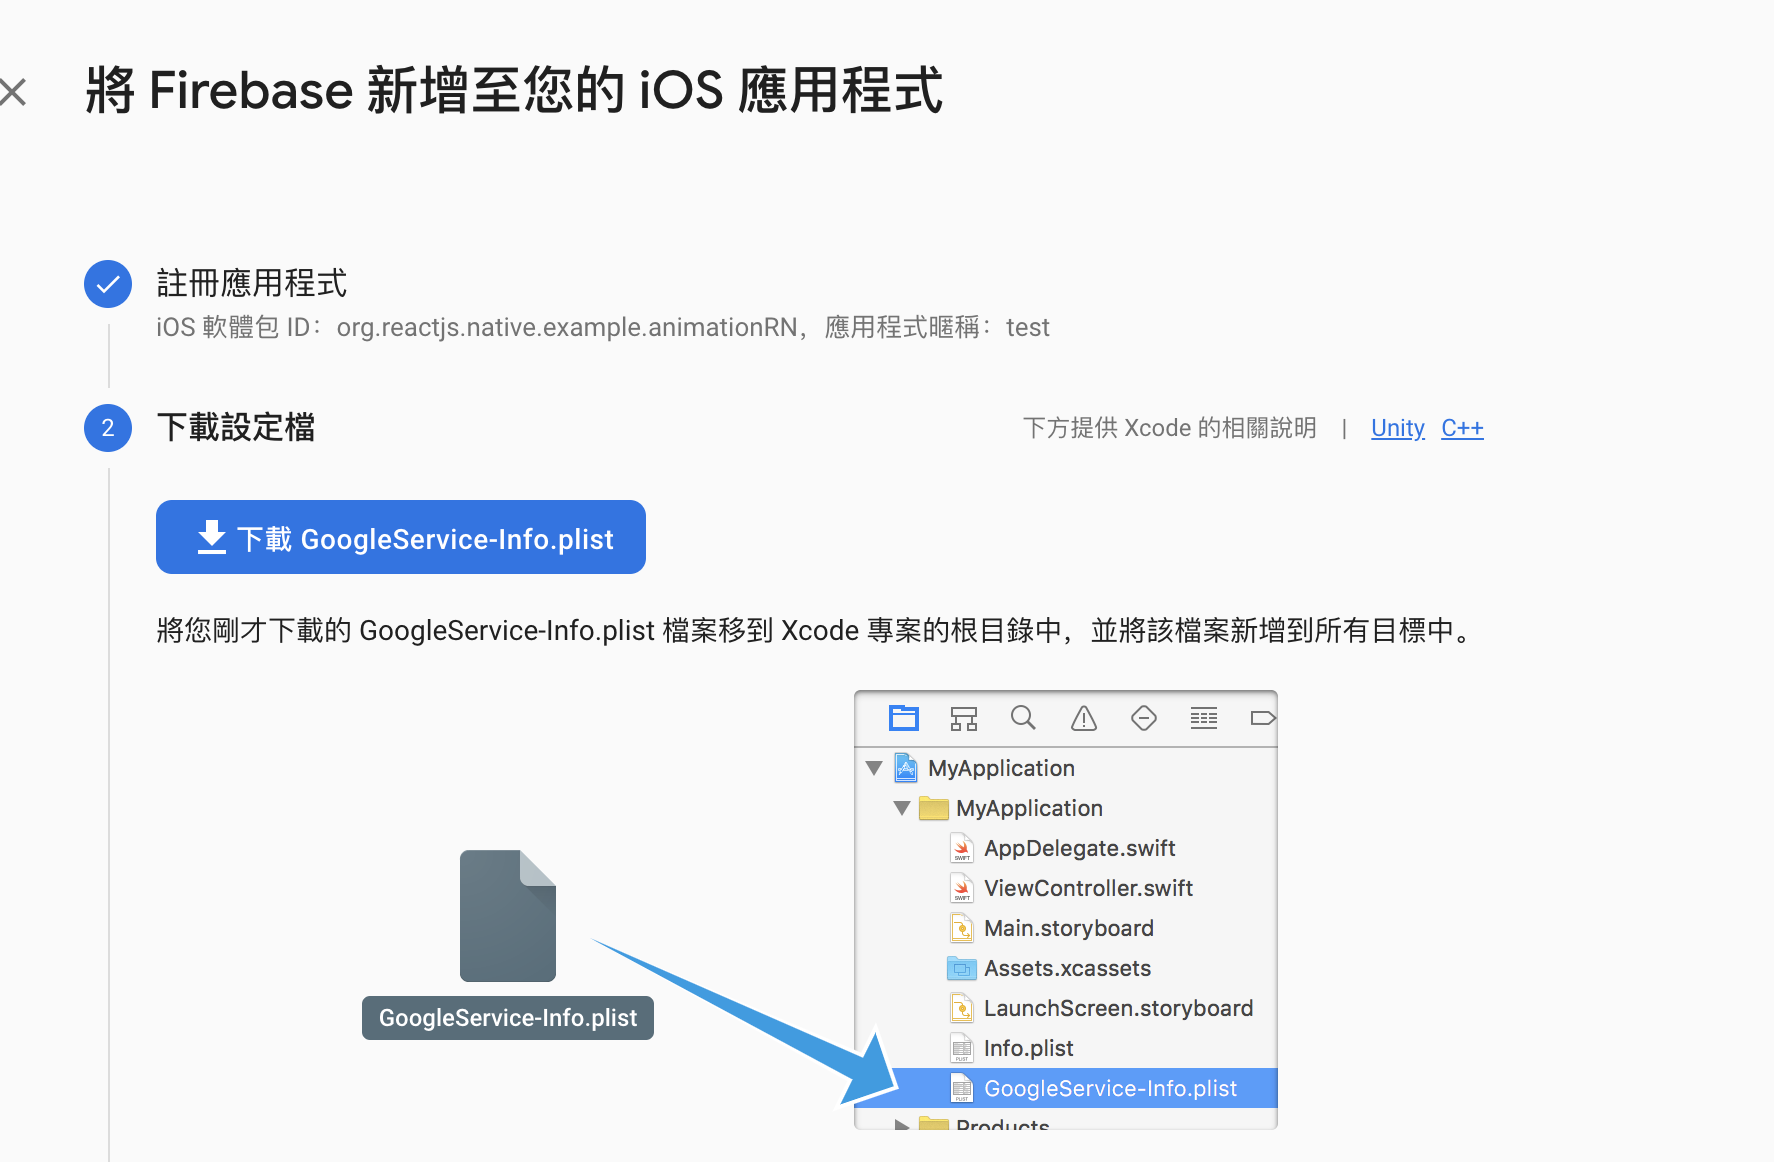 將 Firebase 新增至您的 iOS 應用程式
註冊應用程式
iOS 軟體包 ID：org.reactjs.native.example.animationRN，應用程式暱稱：test
2 下載設定檔
下方提供 Xcode 的相關說明 | Unity C++
下載 GoogleService-Info.plist
將您剛才下載的 GoogleService-Info.plist 檔案移到 Xcode 專案的根目錄中，並將該檔案新增到所有目標中。
MyApplication
MyApplication
AppDelegate.swift
ViewController.swift
Main.storyboard
Assets.xcassets
LaunchScreen.storyboard
Info.plist
GoogleService-Info.plist
Products
GoogleService-Info.plist